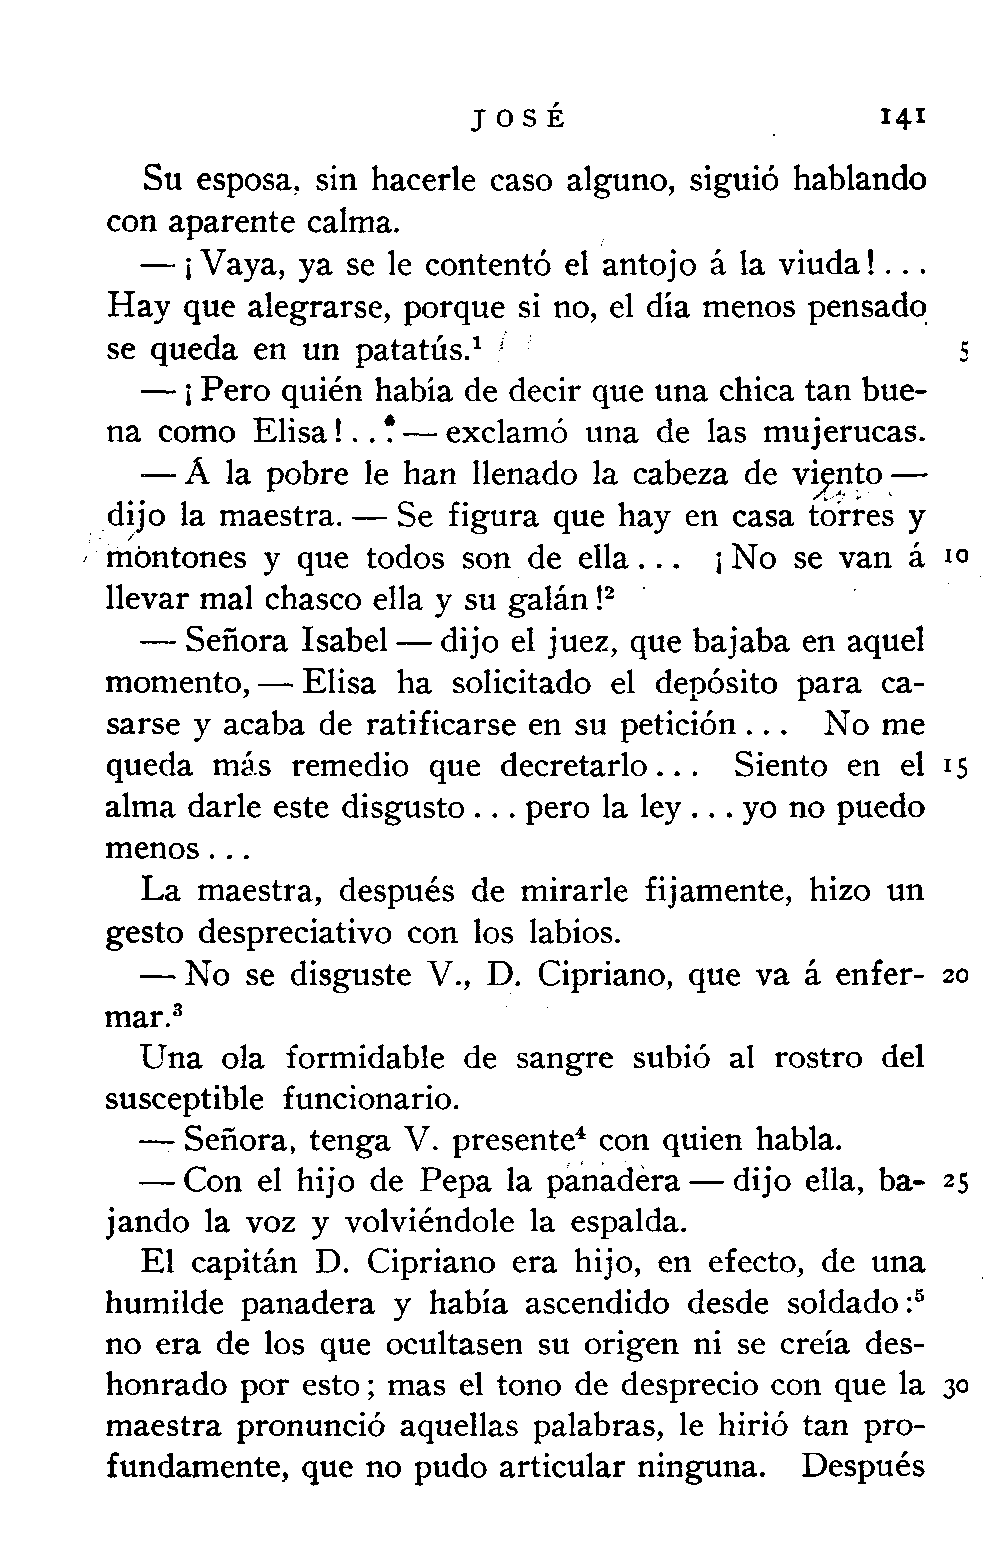 JOSÉ 141
Su esposa, sin hacerle caso alguno, siguió hablando
con aparente calma.
— ¡Vaya, ya se le contentó el antojo á la viuda!...
Hay que alegrarse, porque si no, el día menos pensado
se queda en un patatús.¹ 5
— ¡Pero quién había de decir que una chica tan bue-
na como Elisa!... — exclamó una de las mujerucas.
— Á la pobre le han llenado la cabeza de viento —
dijo la maestra. — Se figura que hay en casa torres y
montones y que todos son de ella... ¡No se van á 10
llevar mal chasco ella y su galán!²
— Señora Isabel — dijo el juez, que bajaba en aquel
momento, — Elisa ha solicitado el depósito para ca-
sarse y acaba de ratificarse en su petición... No me
queda más remedio que decretarlo... Siento en el 15
alma darle este disgusto... pero la ley... yo no puedo
menos...
La maestra, después de mirarle fijamente, hizo un
gesto despreciativo con los labios.
— No se disguste V., D. Cipriano, que va á enfer- 20
mar.³
Una ola formidable de sangre subió al rostro del
susceptible funcionario.
— Señora, tenga V. presente⁴ con quien habla.
— Con el hijo de Pepa la panadera — dijo ella, ba- 25
jando la voz y volviéndole la espalda.
El capitán D. Cipriano era hijo, en efecto, de una
humilde panadera y había ascendido desde soldado:⁵
no era de los que ocultasen su origen ni se creía des-
honrado por esto; mas el tono de desprecio con que la 30
maestra pronunció aquellas palabras, le hirió tan pro-
fundamente, que no pudo articular ninguna. Después